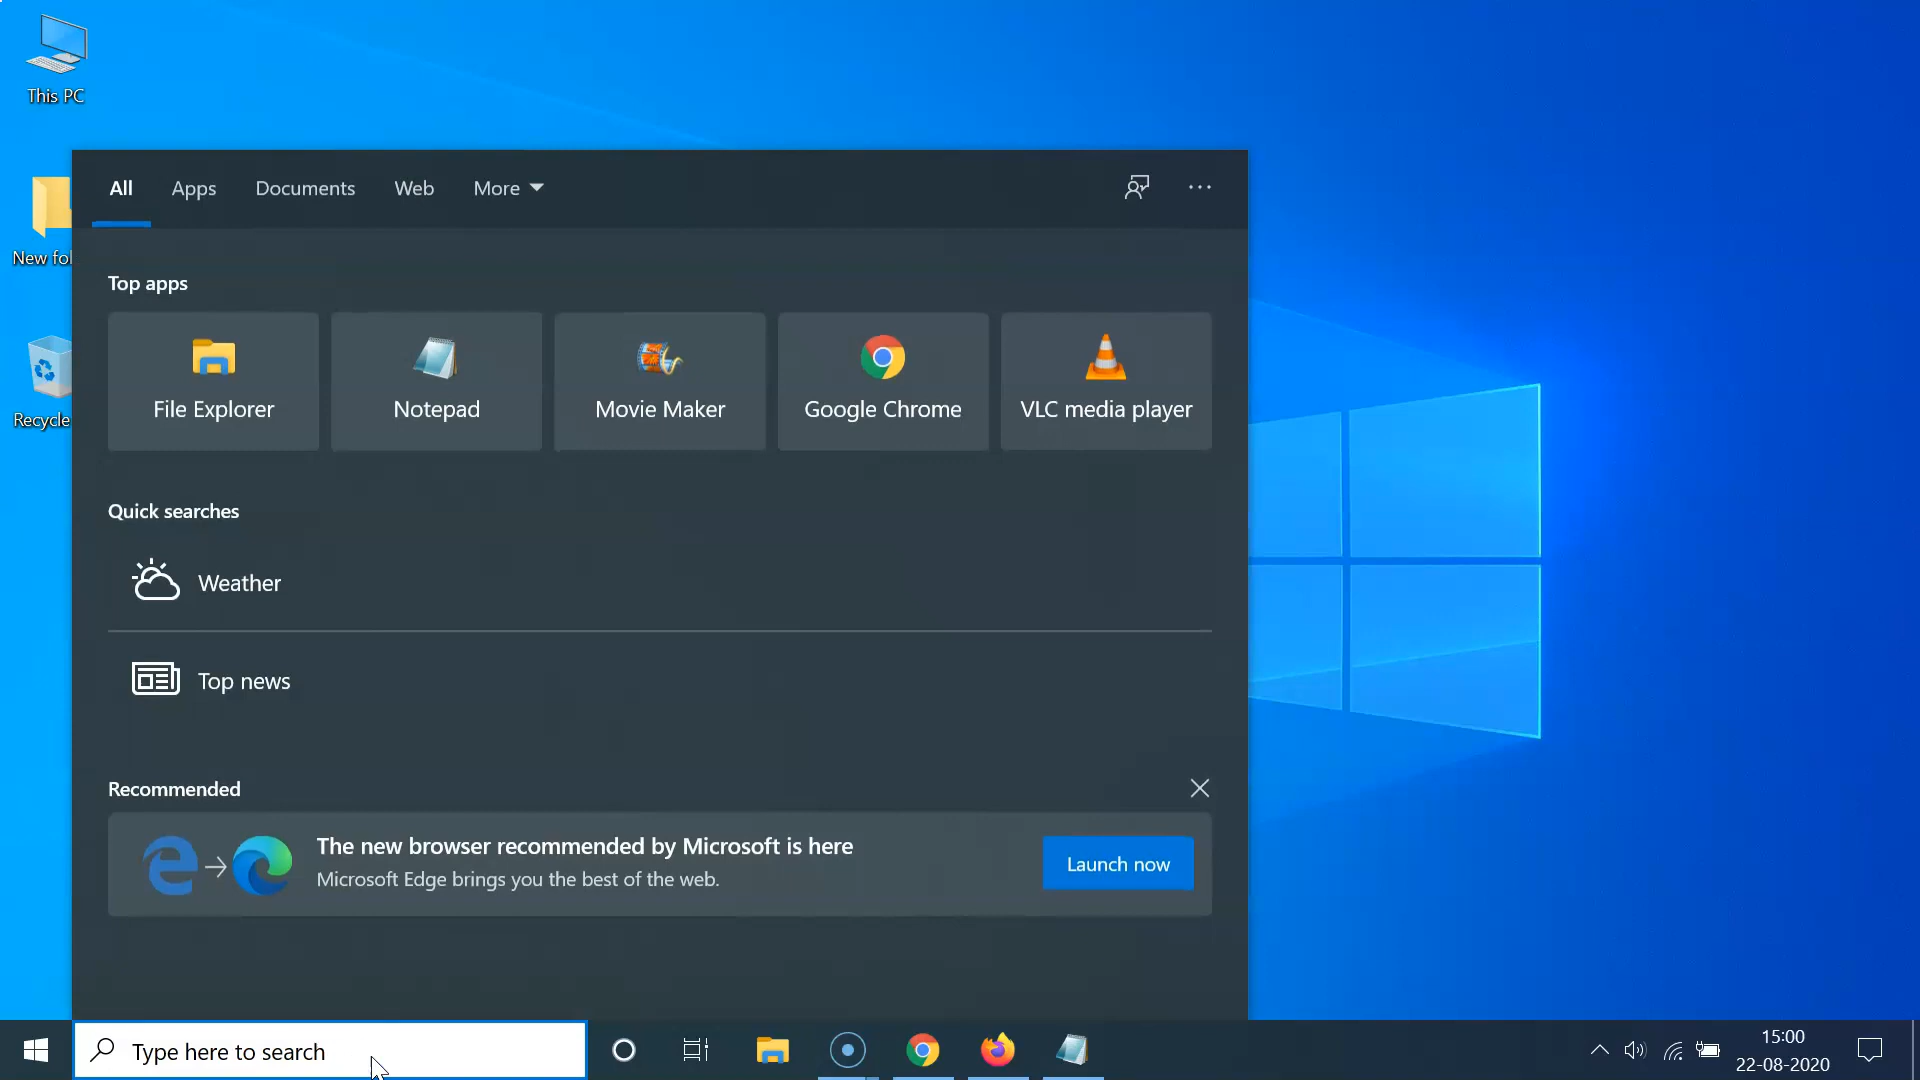 This PC
New fol
Recycle
All
Apps
Documents
Web
More
Top apps
File Explorer
Notepad
Movie Maker
Google Chrome
VLC media player
Quick searches
Weather
Top news
Recommended
The new browser recommended by Microsoft is here
Microsoft Edge brings you the best of the web.
Launch now
Type here to search
15:00
22-08-2020